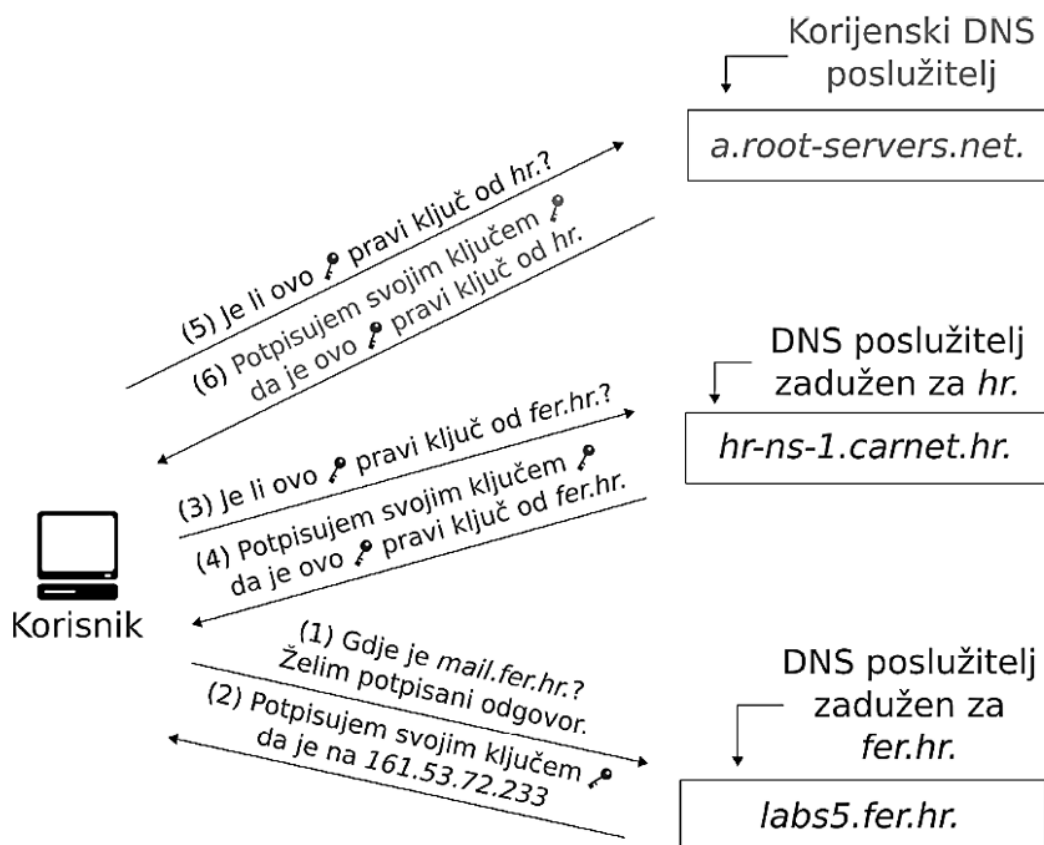 Korijenski DNS
poslužitelj
a.root-servers.net.
(5) Je li ovo pravi ključ od hr.?
(6) Potpisujem svojim ključem
da je ovo pravi ključ od hr.
DNS poslužitelj
zadužen za hr.
hr-ns-1.carnet.hr.
(3) Je li ovo pravi ključ od fer.hr.?
(4) Potpisujem svojim ključem
da je ovo pravi ključ od fer.hr.
Korisnik
(1) Gdje je mail.fer.hr.?
Želim potpisani odgovor.
(2) Potpisujem svojim ključem
da je na 161.53.72.233
DNS poslužitelj
zadužen za
fer.hr.
labs5.fer.hr.